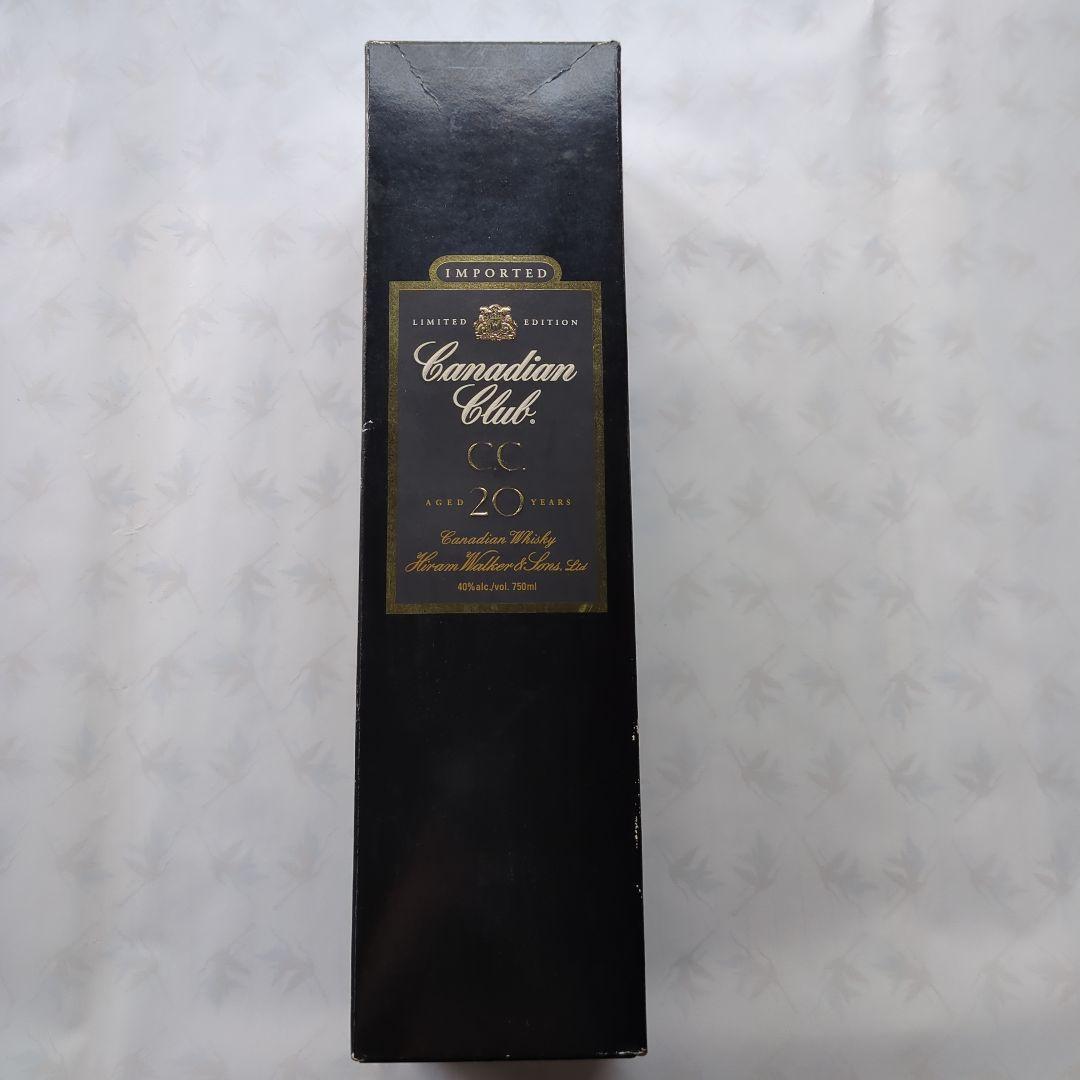 IMPORTED
LIMITED EDITION
Canadian
Club®
C.C.
AGED 20 YEARS
Canadian Whisky
Hiram Walker & Sons, Ltd
40%alc./vol. 750ml